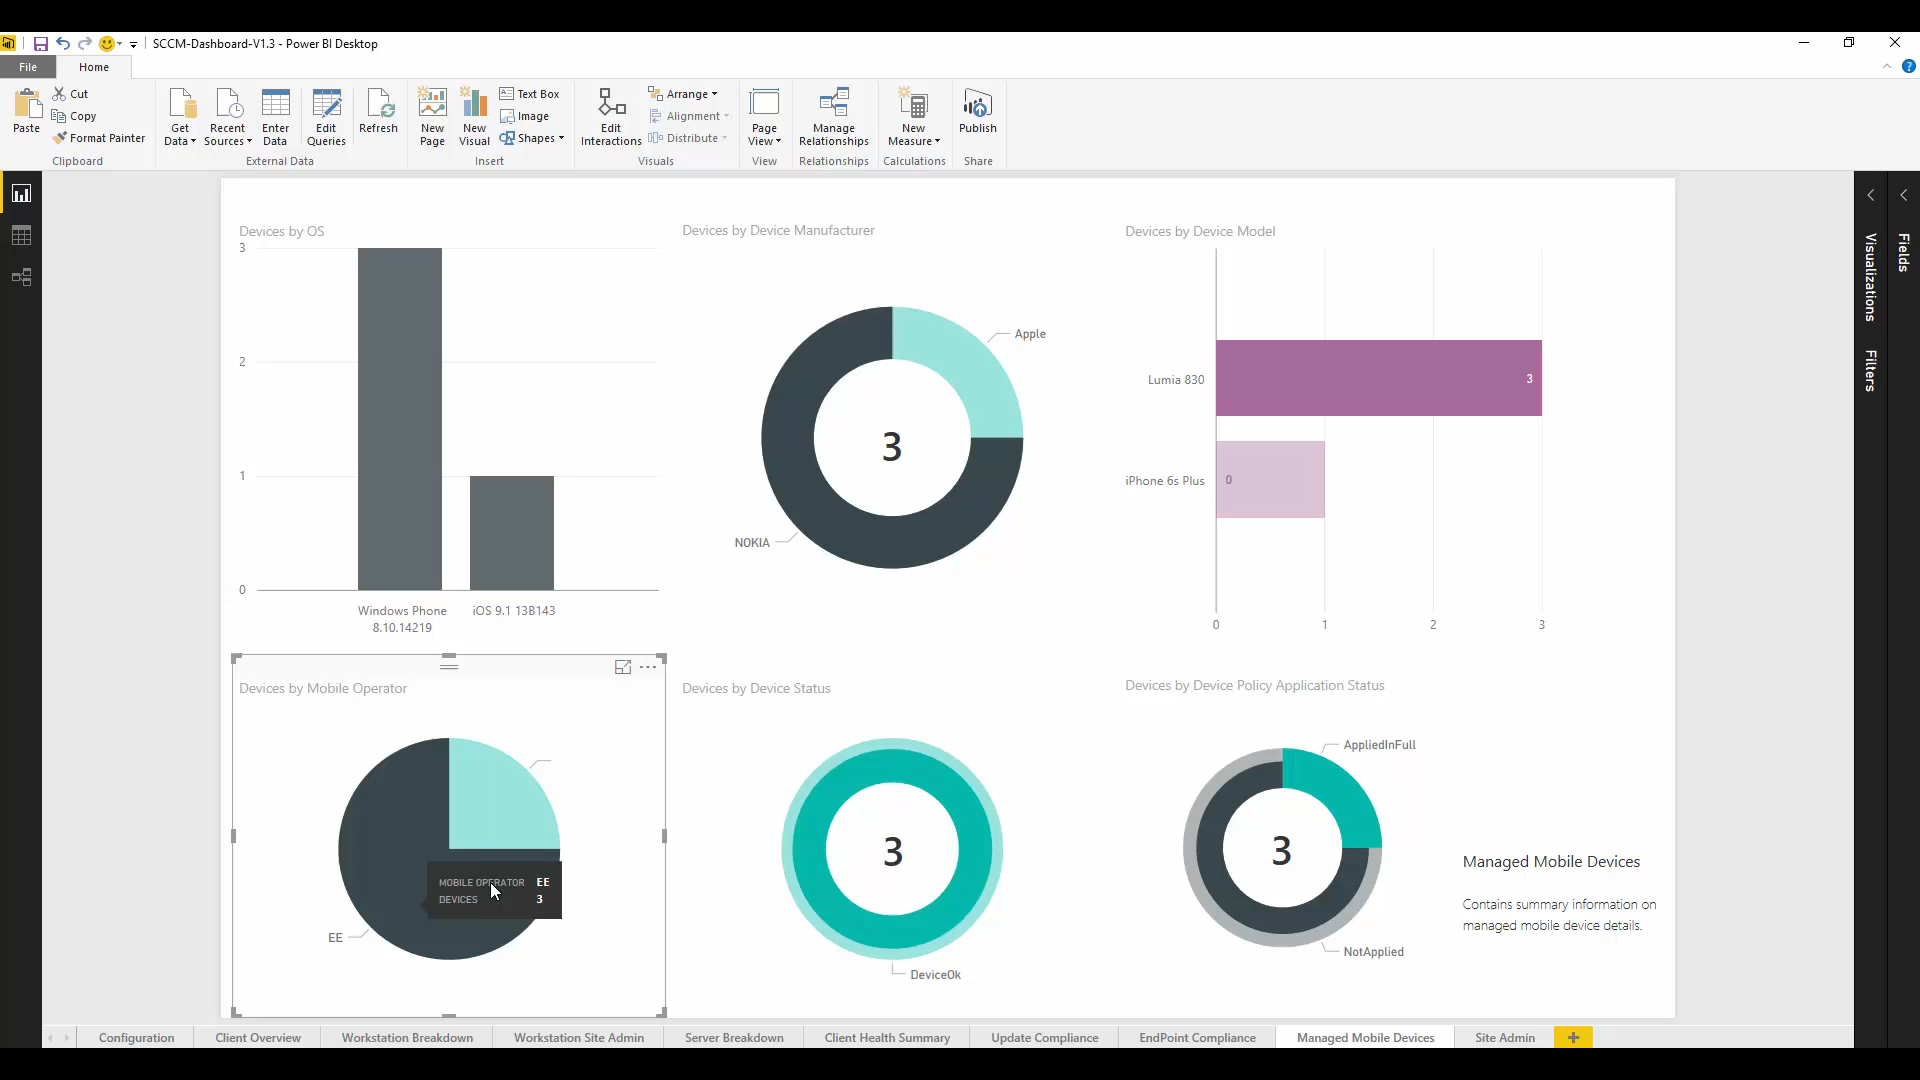 SCCM-Dashboard-V1.3 - Power BI Desktop
File
Home
Paste
Cut
Copy
Format Painter
Clipboard
Get
Data
Recent
Sources
Enter
Data
Edit
Queries
Refresh
External Data
New
Page
New
Visual
Text Box
Image
Shapes
Insert
Edit
Interactions
Arrange
Alignment
Distribute
Visuals
Page
View
View
Manage
Relationships
Relationships
New
Measure
Calculations
Publish
Share
?
Visualizations
Filters
Fields
Devices by OS
3
2
1
0
Windows Phone
8.10.14219
iOS 9.1 13B143
Devices by Device Manufacturer
Apple
3
NOKIA
Devices by Device Model
Lumia 830
3
iPhone 6s Plus
0
0
1
2
3
Devices by Mobile Operator
MOBILE OPERATOR EE
DEVICES 3
EE
Devices by Device Status
3
DeviceOk
Devices by Device Policy Application Status
AppliedInFull
3
NotApplied
Managed Mobile Devices
Contains summary information on
managed mobile device details.
Configuration
Client Overview
Workstation Breakdown
Workstation Site Admin
Server Breakdown
Client Health Summary
Update Compliance
EndPoint Compliance
Managed Mobile Devices
Site Admin